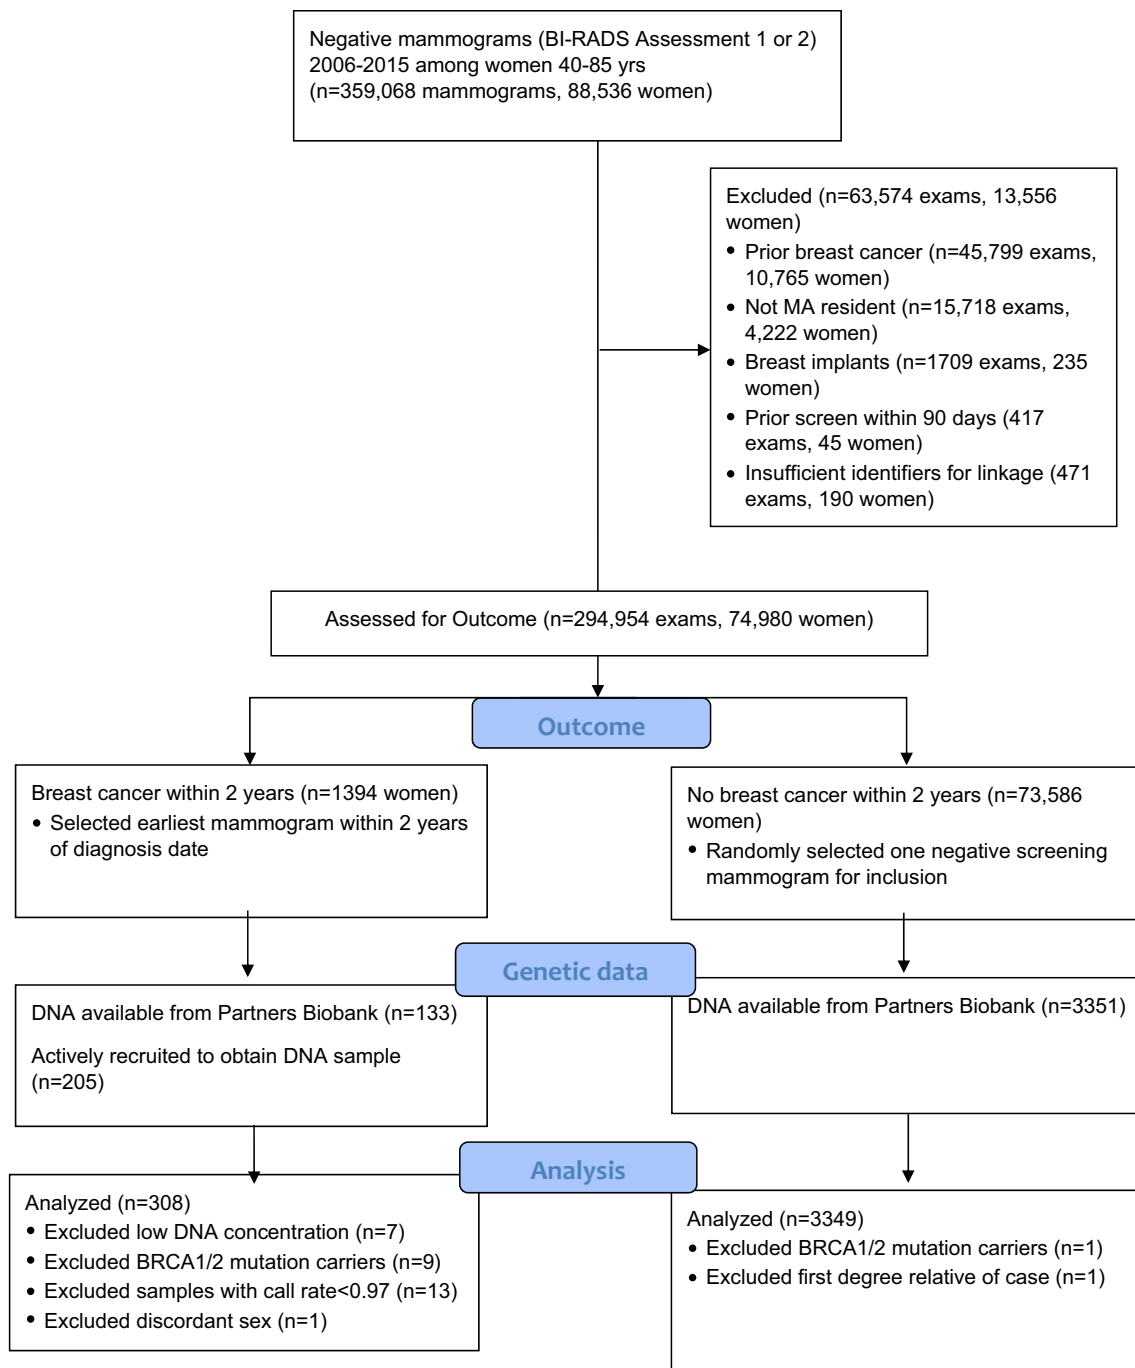 Negative mammograms (BI-RADS Assessment 1 or 2)
2006-2015 among women 40-85 yrs
(n=359,068 mammograms, 88,536 women)
Excluded (n=63,574 exams, 13,556
women)
• Prior breast cancer (n=45,799 exams,
10,765 women)
• Not MA resident (n=15,718 exams,
4,222 women)
• Breast implants (n=1709 exams, 235
women)
• Prior screen within 90 days (417
exams, 45 women)
• Insufficient identifiers for linkage (471
exams, 190 women)
Assessed for Outcome (n=294,954 exams, 74,980 women)
Outcome
Breast cancer within 2 years (n=1394 women)
• Selected earliest mammogram within 2 years
of diagnosis date
No breast cancer within 2 years (n=73,586
women)
• Randomly selected one negative screening
mammogram for inclusion
Genetic data
DNA available from Partners Biobank (n=133)
Actively recruited to obtain DNA sample
(n=205)
DNA available from Partners Biobank (n=3351)
Analysis
Analyzed (n=308)
• Excluded low DNA concentration (n=7)
• Excluded BRCA1/2 mutation carriers (n=9)
• Excluded samples with call rate<0.97 (n=13)
• Excluded discordant sex (n=1)
Analyzed (n=3349)
• Excluded BRCA1/2 mutation carriers (n=1)
• Excluded first degree relative of case (n=1)